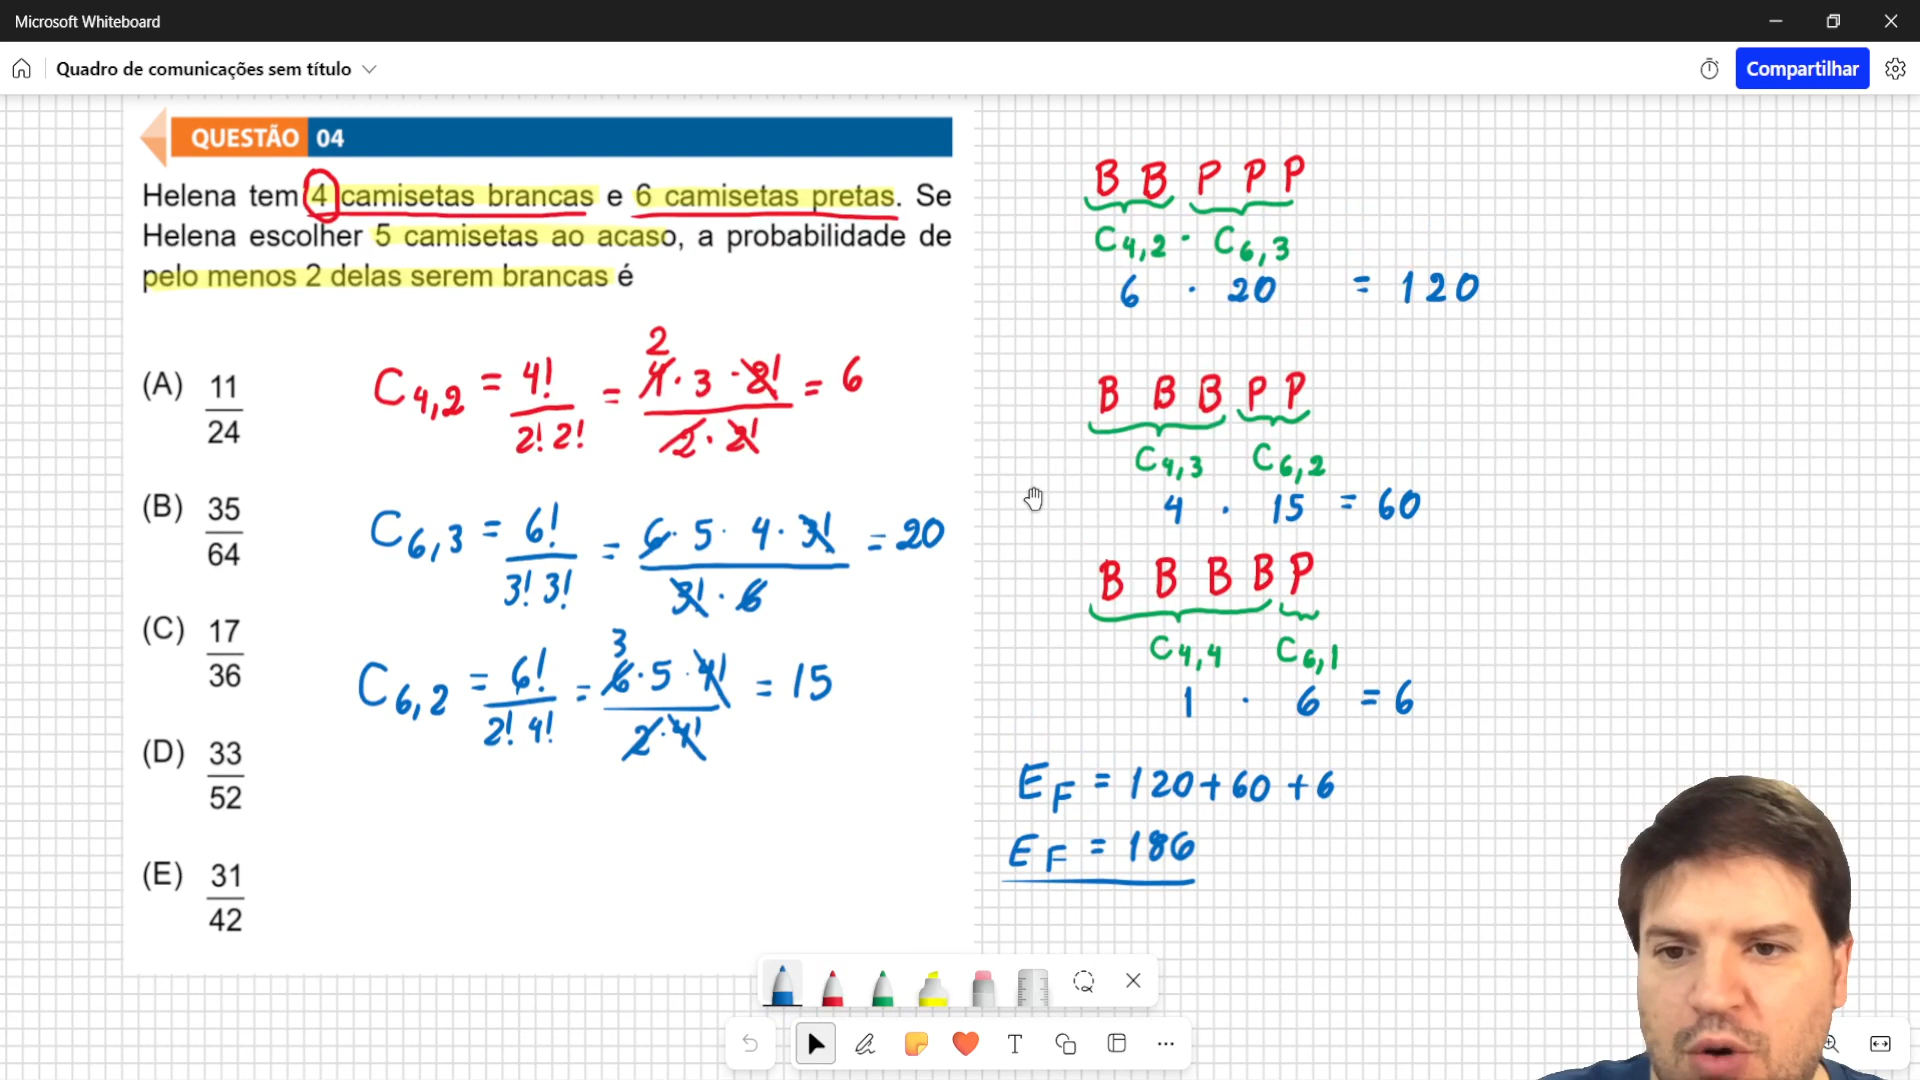 Microsoft Whiteboard
Quadro de comunicações sem título
Compartilhar
QUESTÃO 04
Helena tem 4 camisetas brancas e 6 camisetas pretas. Se
Helena escolher 5 camisetas ao acaso, a probabilidade de
pelo menos 2 delas serem brancas é
(A) 11/24
(B) 35/64
(C) 17/36
(D) 33/52
(E) 31/42
C4,2 = 4!/2! 2! = 4 · 3 · 2!/2 · 2! = 6
2
C6,3 = 6!/3! 3! = 6 · 5 · 4 · 3!/3! · 6 = 20
C6,2 = 6!/2! 4! = 6 · 5 · 4!/2 · 4! = 15
3
B B P P P
C4,2 · C6,3
6 · 20 = 120
B B B P P
C4,3 C6,2
4 · 15 = 60
B B B B P
C4,4 C6,1
1 · 6 = 6
EF = 120 + 60 + 6
EF = 186